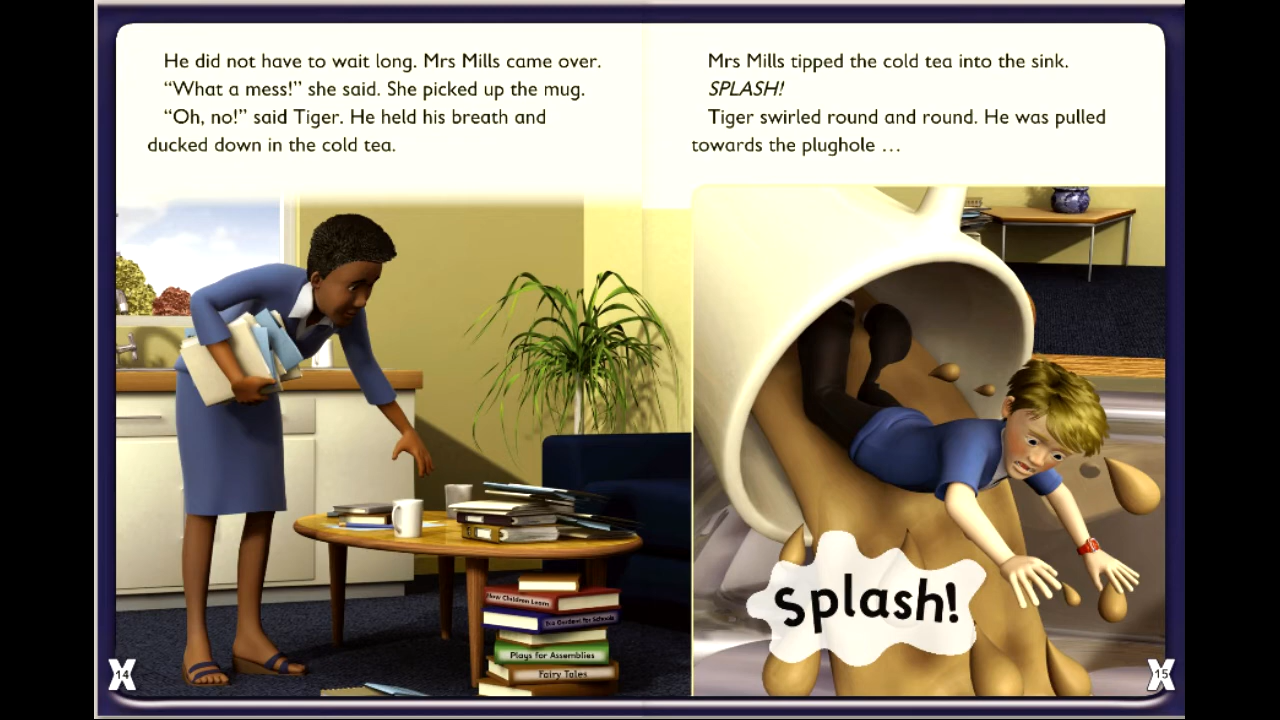 He did not have to wait long. Mrs Mills came over.
“What a mess!” she said. She picked up the mug.
“Oh, no!” said Tiger. He held his breath and
ducked down in the cold tea.
How Children Learn
Plays for Assemblies
Fairy Tales
14
Mrs Mills tipped the cold tea into the sink.
SPLASH!
Tiger swirled round and round. He was pulled
towards the plughole …
Splash!
15